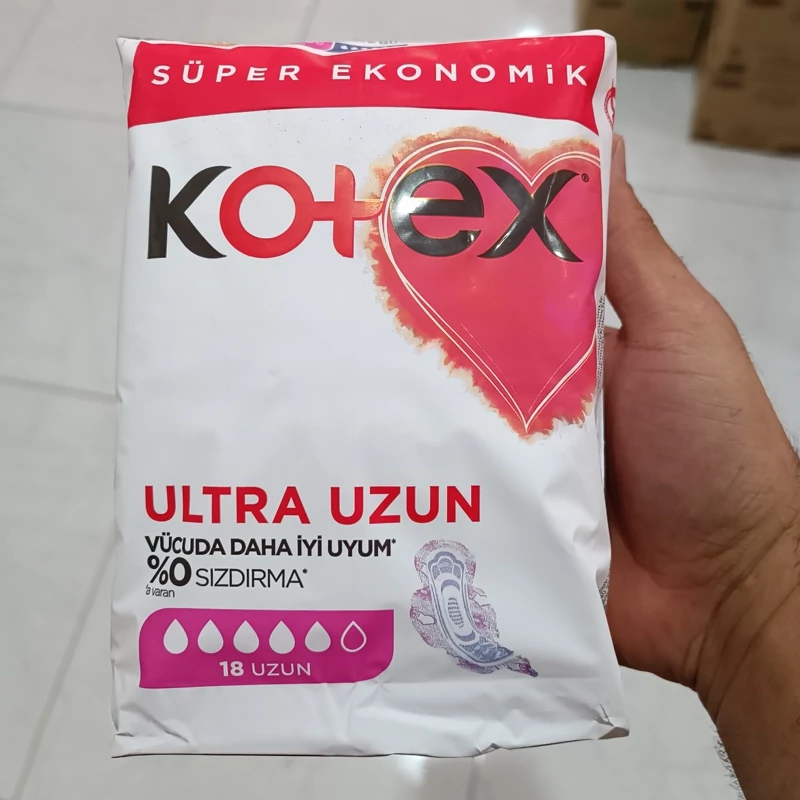 SÜPER EKONOMİK
Kotex®
ULTRA UZUN
VÜCUDA DAHA İYİ UYUM*
%0 SIZDIRMA*
'a varan
18 UZUN